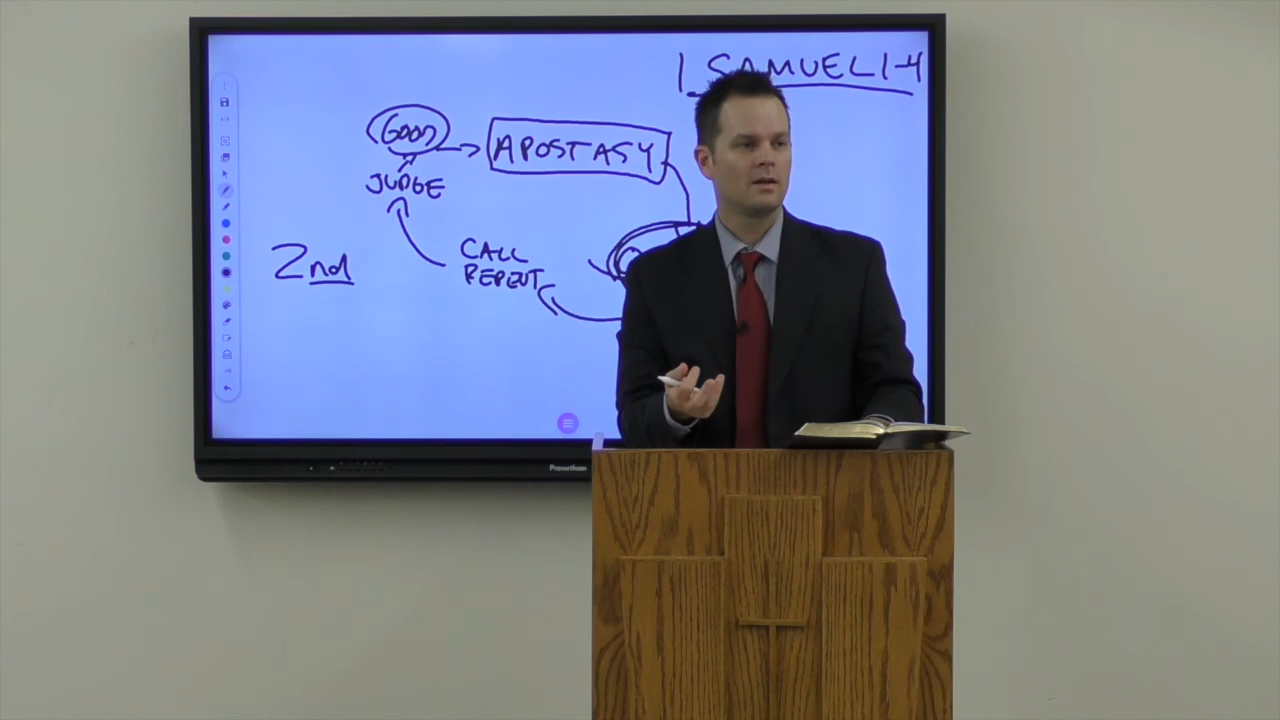 1 SAMUEL 1-4
GOOD
APOSTASY
JUDGE
CALL
REPENT
2nd
Promethean